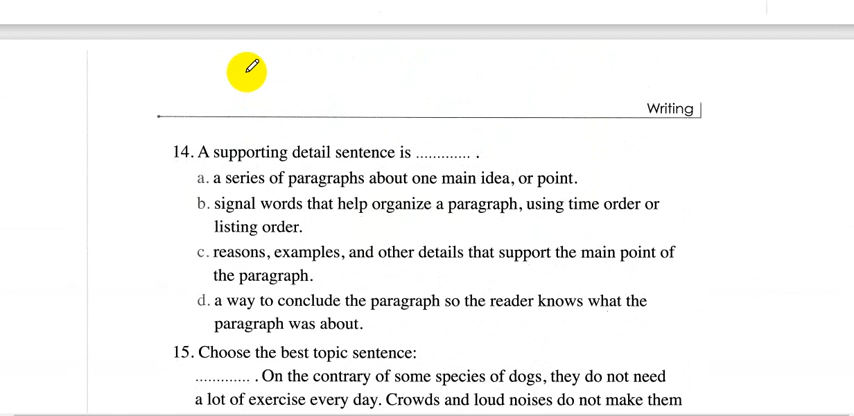 Writing
14. A supporting detail sentence is ............. .
a. a series of paragraphs about one main idea, or point.
b. signal words that help organize a paragraph, using time order or
listing order.
c. reasons, examples, and other details that support the main point of
the paragraph.
d. a way to conclude the paragraph so the reader knows what the
paragraph was about.
15. Choose the best topic sentence:
............. . On the contrary of some species of dogs, they do not need
a lot of exercise every day. Crowds and loud noises do not make them